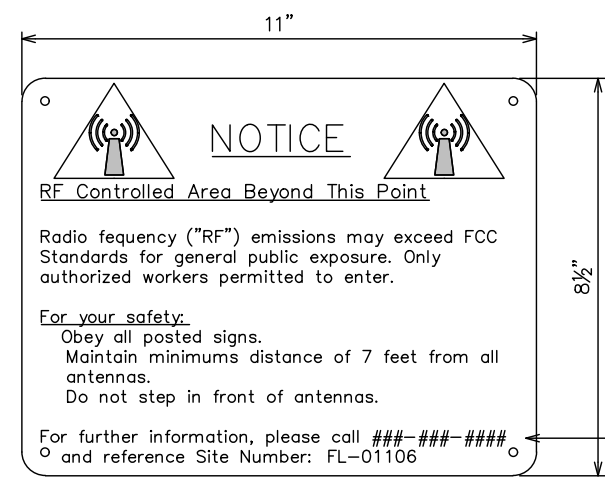 11"
NOTICE
RF Controlled Area Beyond This Point
Radio fequency ("RF") emissions may exceed FCC
Standards for general public exposure. Only
authorized workers permitted to enter.
8½"
For your safety:
Obey all posted signs.
Maintain minimums distance of 7 feet from all
antennas.
Do not step in front of antennas.
For further information, please call ###-###-####
and reference Site Number: FL-01106